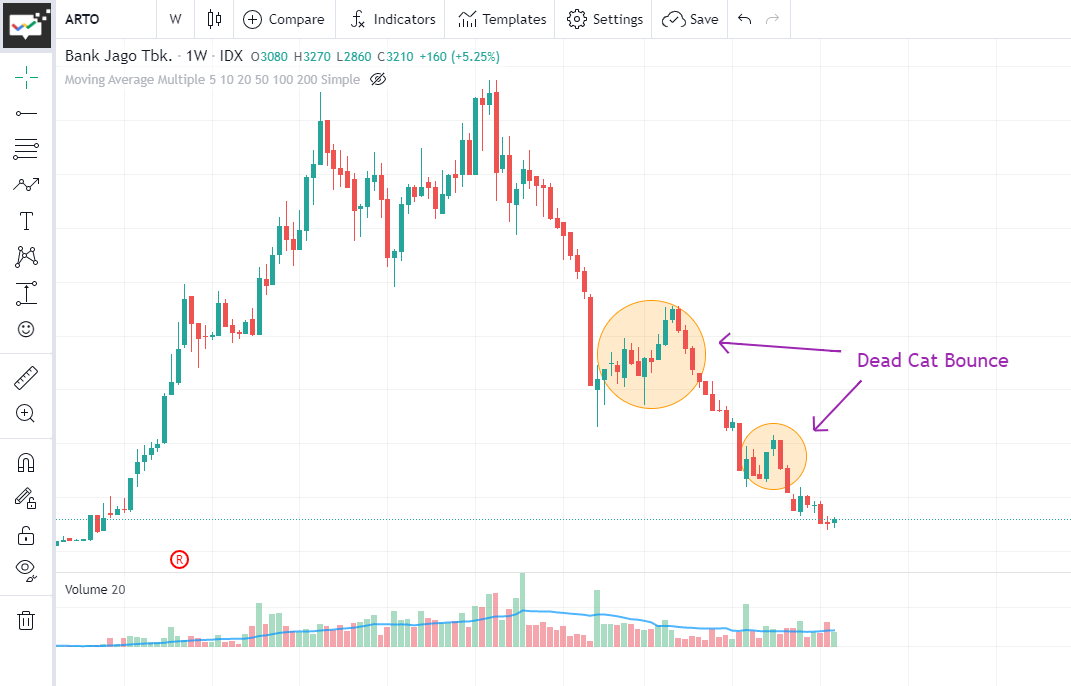 ARTO W Compare Indicators Templates Settings Save
Bank Jago Tbk. · 1W · IDX O3080 H3270 L2860 C3210 +160 (+5.25%)
Moving Average Multiple 5 10 20 50 100 200 Simple
Dead Cat Bounce
R
Volume 20